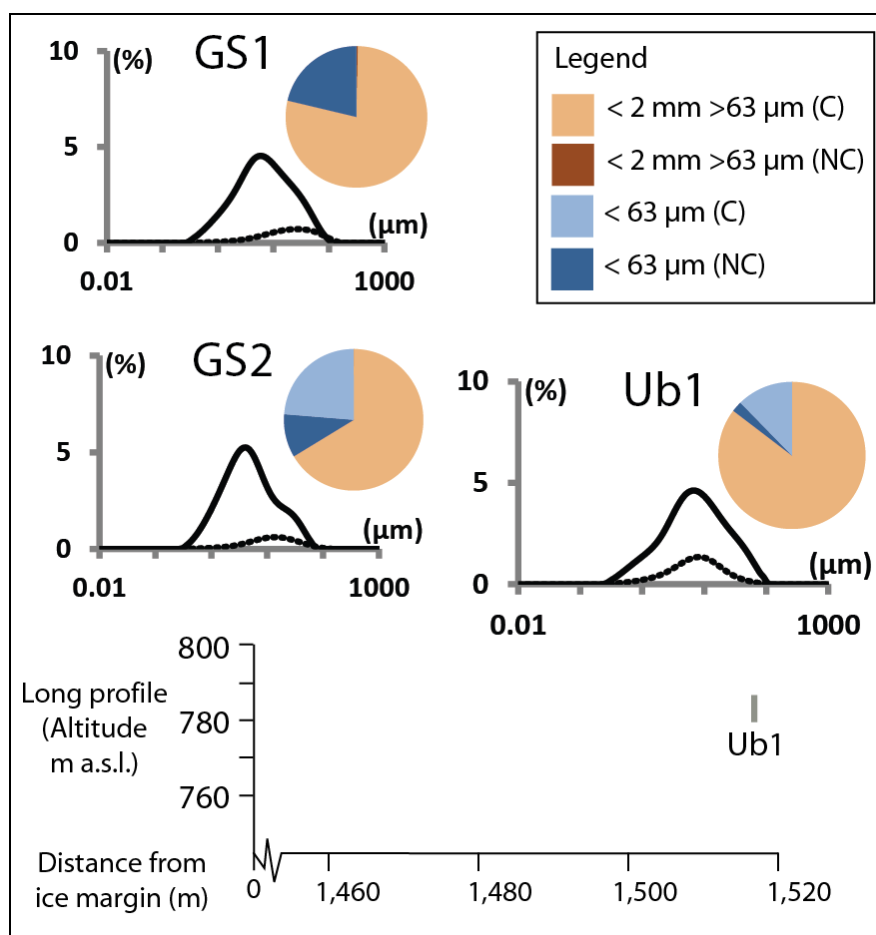 GS1
10
(%)
5
0
(µm)
0.01
1000
Legend
< 2 mm >63 µm (C)
< 2 mm >63 µm (NC)
< 63 µm (C)
< 63 µm (NC)
GS2
10
(%)
5
0
(µm)
0.01
1000
Ub1
10
(%)
5
0
(µm)
0.01
1000
Long profile
(Altitude
m a.s.l.)
800
780
760
Ub1
Distance from
ice margin (m)
0
1,460
1,480
1,500
1,520